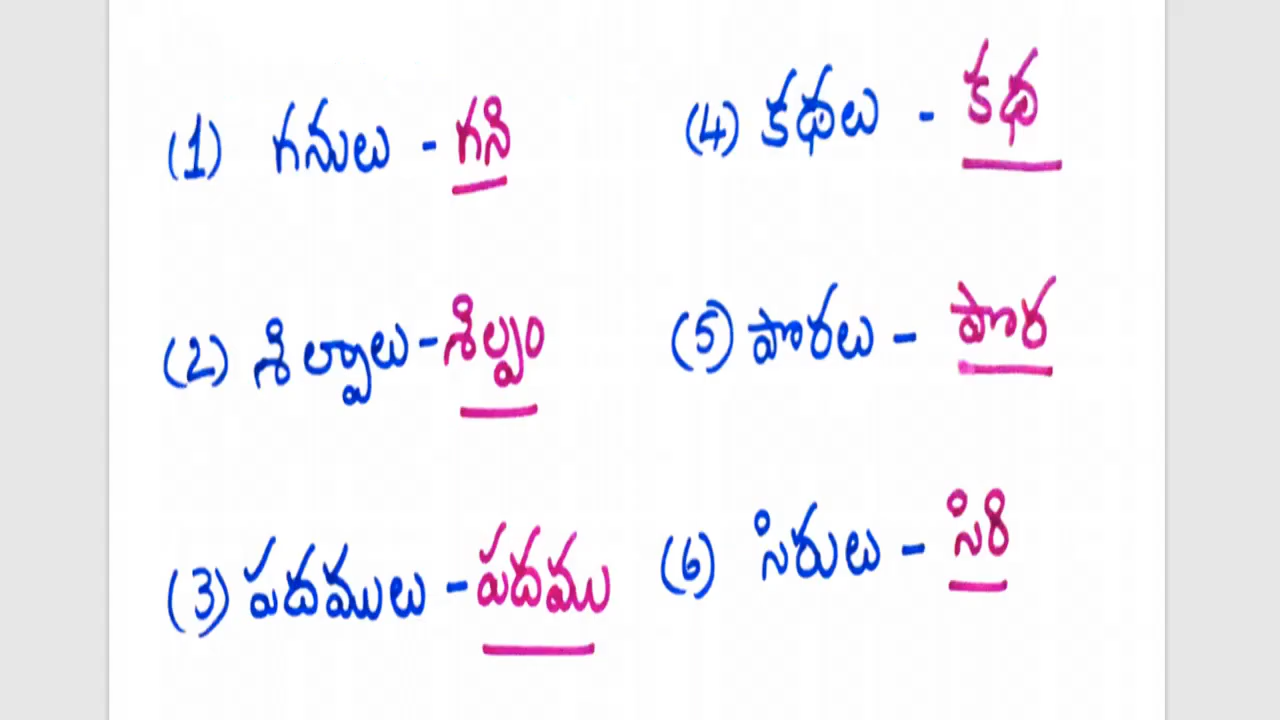 (1) గనులు - గని
(2) శిల్పాలు - శిల్పం
(3) పదములు - పదము
(4) కథలు - కథ
(5) పొరలు - పొర
(6) సిరులు - సిరి